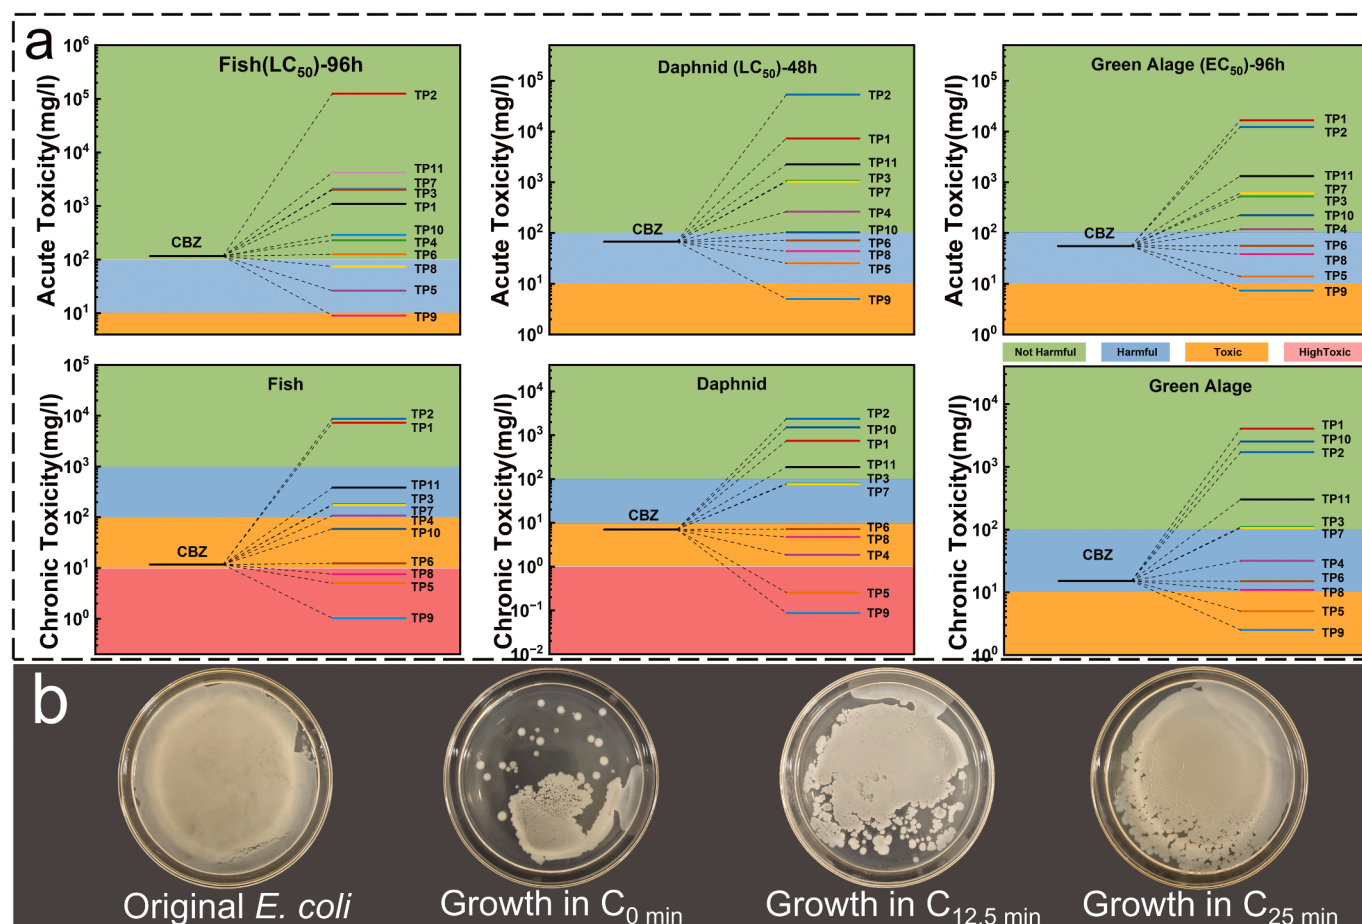 a
Fish(LC50)-96h
Acute Toxicity(mg/l)
10^6
10^5
10^4
10^3
10^2
10^1
CBZ
TP2
TP11
TP7
TP3
TP1
TP10
TP4
TP6
TP8
TP5
TP9
Daphnid (LC50)-48h
Acute Toxicity(mg/l)
10^5
10^4
10^3
10^2
10^1
10^0
CBZ
TP2
TP1
TP11
TP3
TP7
TP4
TP10
TP6
TP8
TP5
TP9
Green Alage (EC50)-96h
Acute Toxicity(mg/l)
10^5
10^4
10^3
10^2
10^1
10^0
CBZ
TP1
TP2
TP11
TP7
TP3
TP10
TP4
TP6
TP8
TP5
TP9
Not Harmful
Harmful
Toxic
HighToxic
Fish
Chronic Toxicity(mg/l)
10^5
10^4
10^3
10^2
10^1
10^0
CBZ
TP2
TP1
TP11
TP3
TP7
TP4
TP10
TP6
TP8
TP5
TP9
Daphnid
Chronic Toxicity(mg/l)
10^4
10^3
10^2
10^1
10^0
10^−1
10^−2
CBZ
TP2
TP10
TP1
TP11
TP3
TP7
TP6
TP8
TP4
TP5
TP9
Green Alage
Chronic Toxicity(mg/l)
10^4
10^3
10^2
10^1
10^0
CBZ
TP1
TP10
TP2
TP11
TP3
TP7
TP4
TP6
TP8
TP5
TP9
b
Original E. coli
Growth in C0 min
Growth in C12.5 min
Growth in C25 min